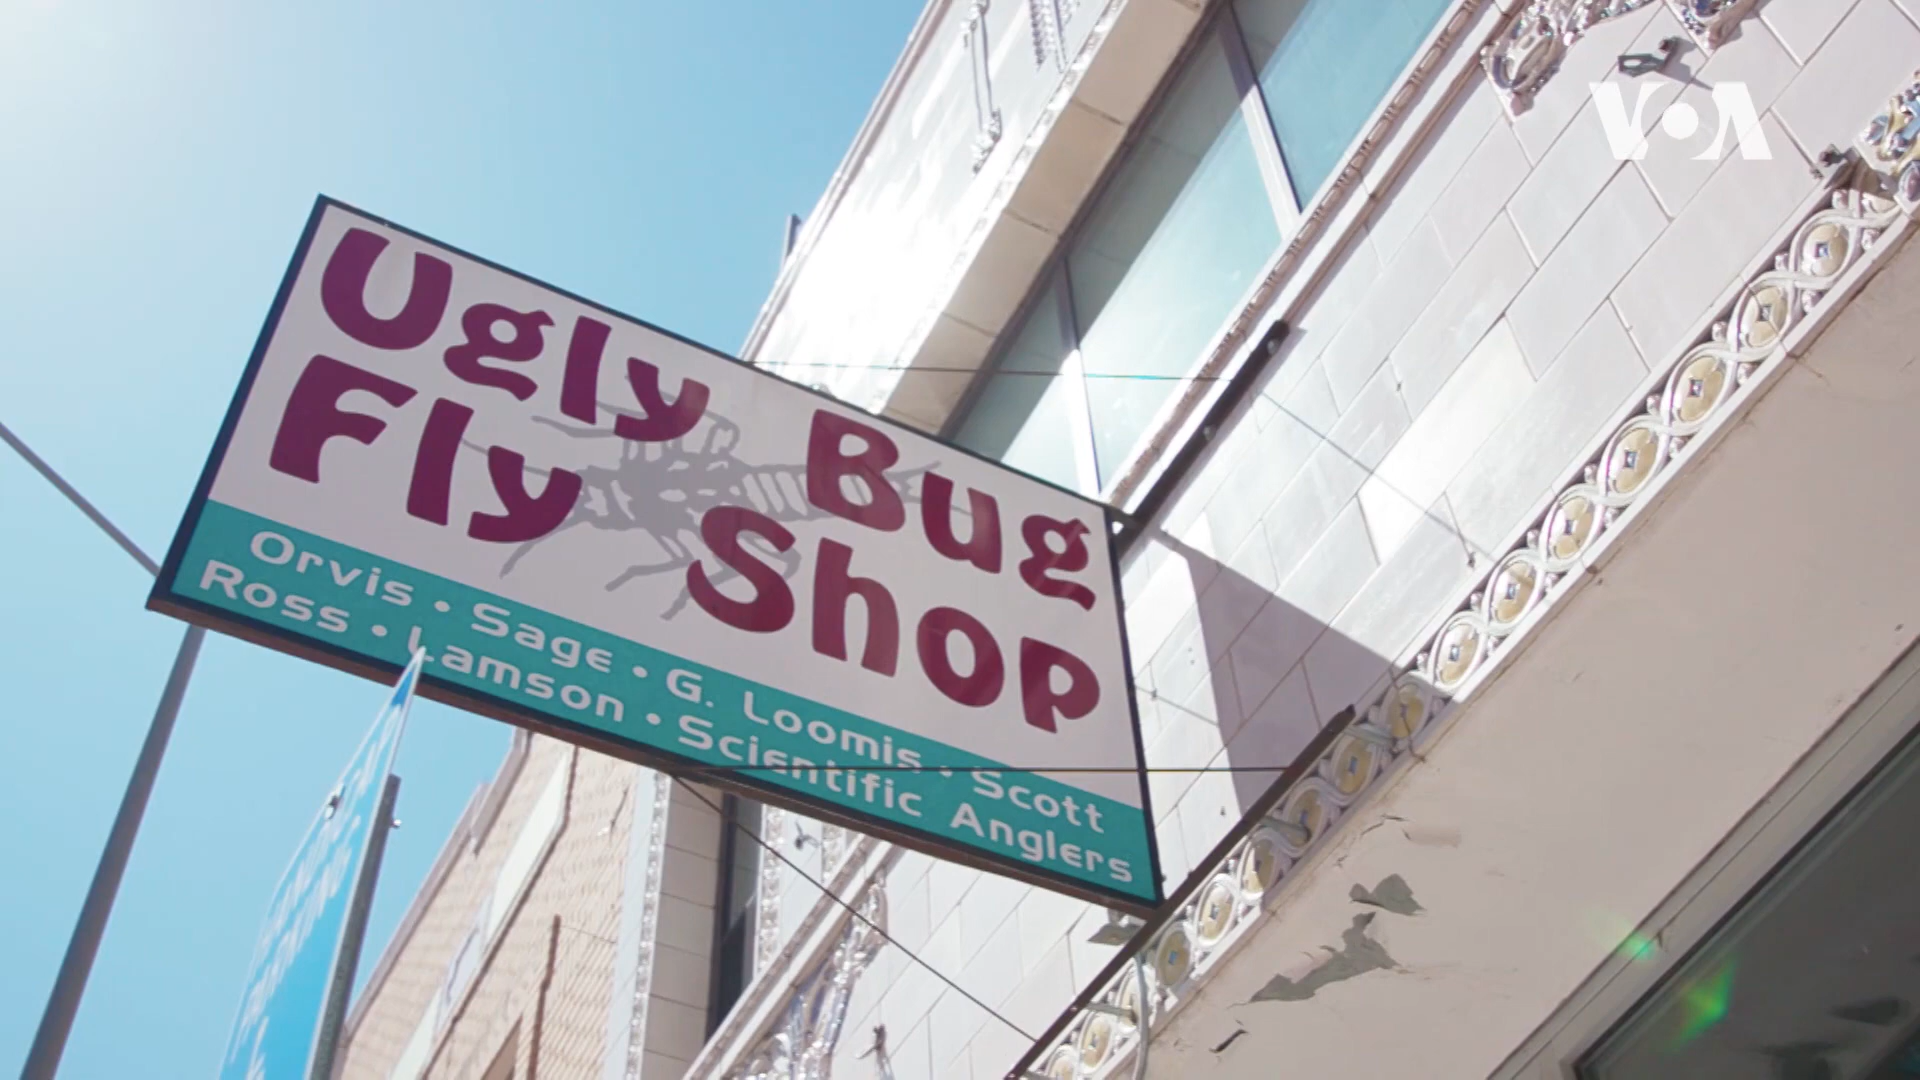 VOA
Ugly Bug
Fly Shop
Orvis • Sage • G. Loomis • Scott
Ross • Lamson • Scientific Anglers